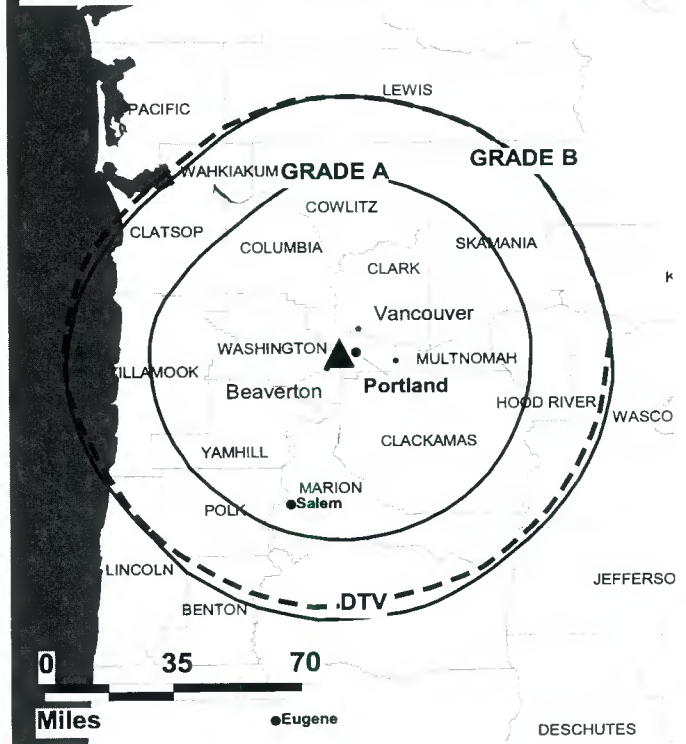 LEWIS
PACIFIC
GRADE B
WAHKIAKUM GRADE A
COWLITZ
CLATSOP
COLUMBIA
SKAMANIA
CLARK
Vancouver
WASHINGTON
MULTNOMAH
ILLAMOOK
Beaverton
Portland
HOOD RIVER
WASCO
CLACKAMAS
YAMHILL
MARION
Salem
POLK
LINCOLN
JEFFERSO
DTV
BENTON
0 35 70
Miles
Eugene
DESCHUTES